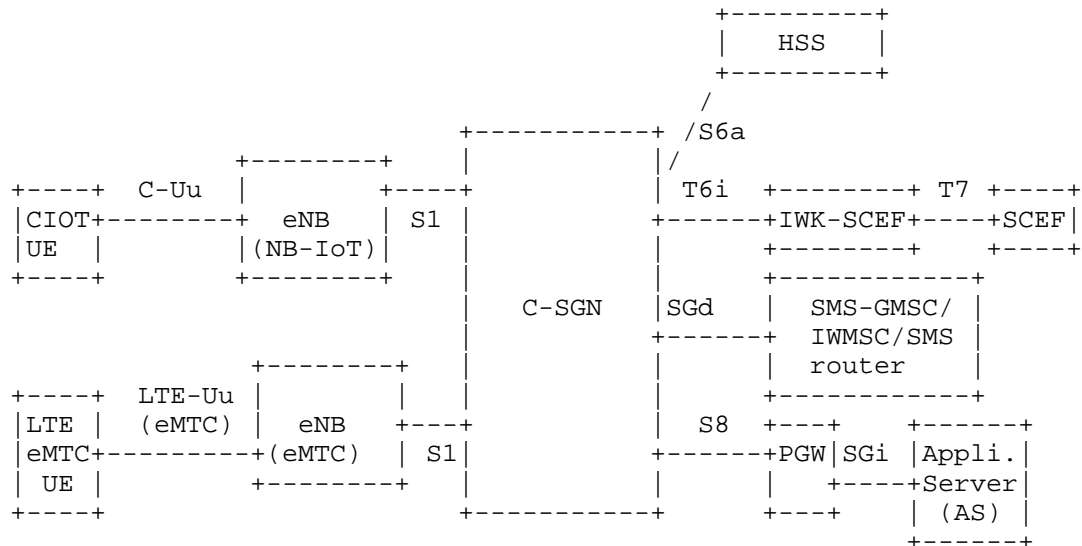 HSS
S6a
C-Uu
T6i
T7
CIOT
eNB
S1
IWK-SCEF
SCEF
UE
(NB-IoT)
C-SGN
SGd
SMS-GMSC/
IWMSC/SMS
router
LTE-Uu
LTE
(eMTC)
eNB
S8
eMTC
(eMTC)
S1
PGW
SGi
Appli.
UE
Server
(AS)